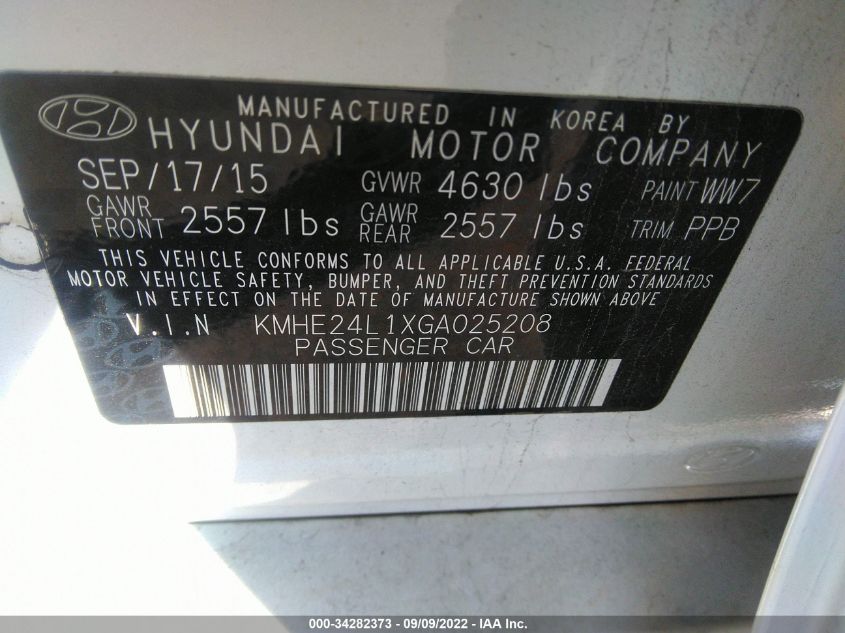 MANUFACTURED IN KOREA BY
HYUNDAI MOTOR COMPANY
SEP/17/15 GVWR 4630 lbs PAINT WW7
GAWR FRONT 2557 lbs GAWR REAR 2557 lbs TRIM PPB
THIS VEHICLE CONFORMS TO ALL APPLICABLE U.S.A. FEDERAL
MOTOR VEHICLE SAFETY, BUMPER, AND THEFT PREVENTION STANDARDS
IN EFFECT ON THE DATE OF MANUFACTURE SHOWN ABOVE
V.I.N KMHE24L1XGA025208
PASSENGER CAR
000-34282373 - 09/09/2022 - IAA Inc.